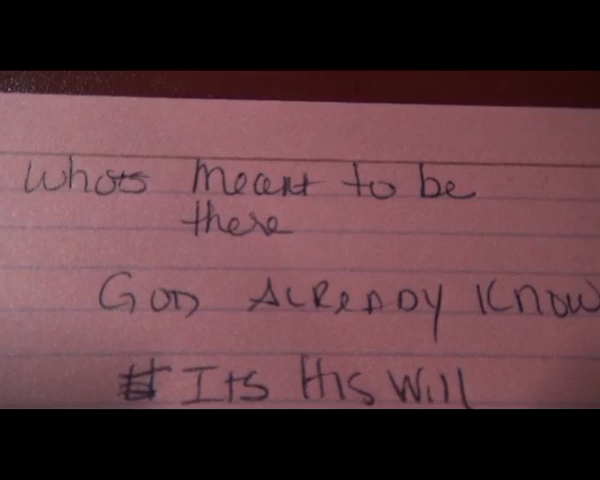 Whos meant to be
there
GOD ALREADY KNOW
# Its His Will